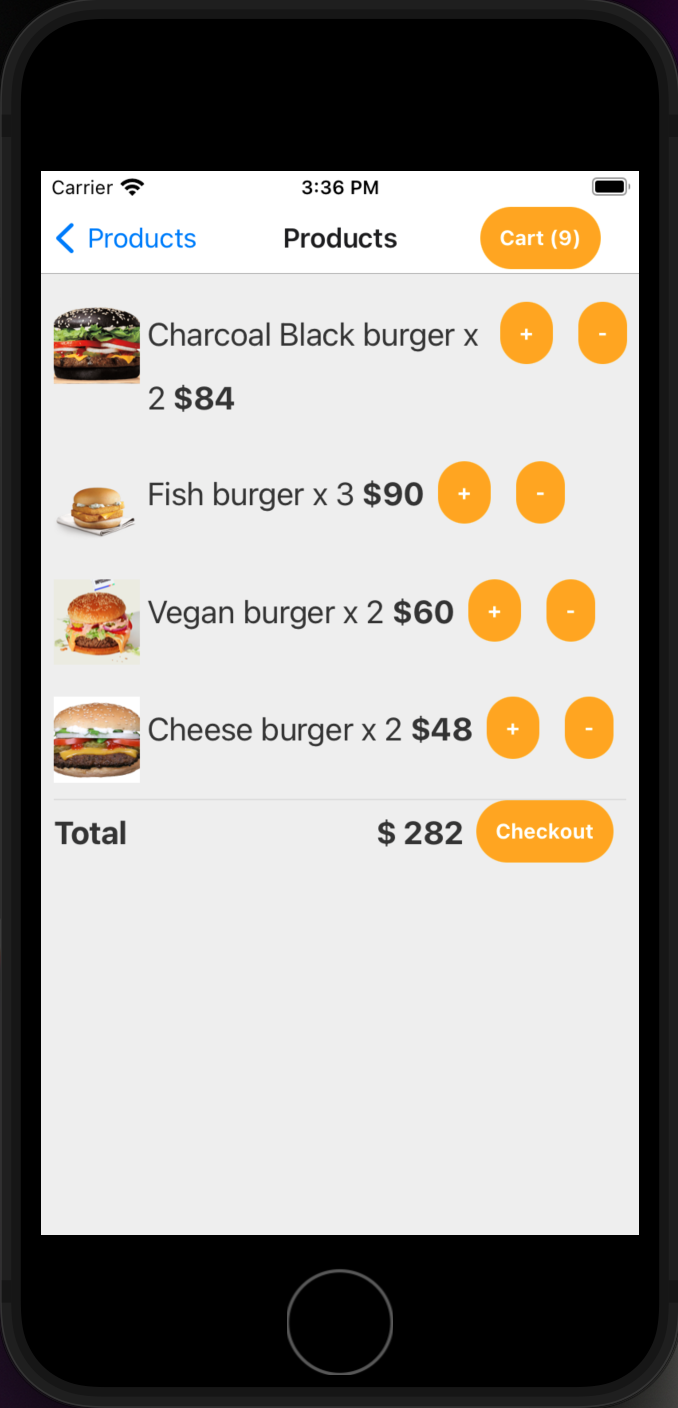 Carrier 3:36 PM
Products Products Cart (9)
Charcoal Black burger x + -
2 $84
Fish burger x 3 $90 + -
Vegan burger x 2 $60 + -
Cheese burger x 2 $48 + -
Total $ 282 Checkout